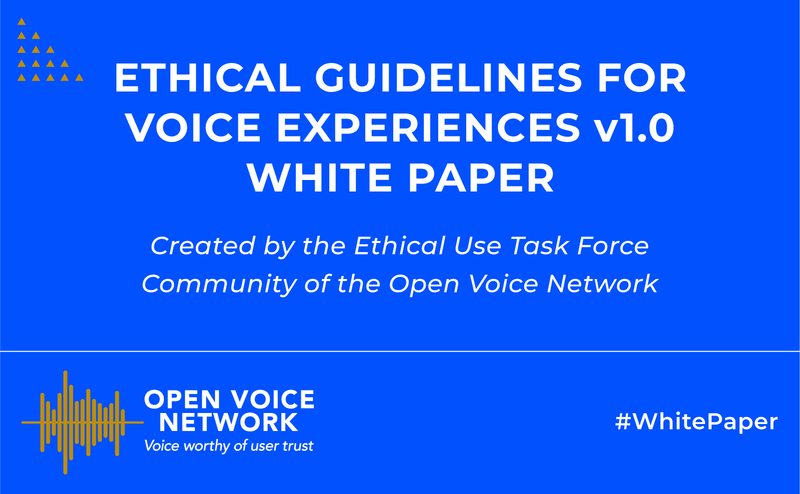 ETHICAL GUIDELINES FOR
VOICE EXPERIENCES v1.0
WHITE PAPER
Created by the Ethical Use Task Force
Community of the Open Voice Network
OPEN VOICE
NETWORK
Voice worthy of user trust
#WhitePaper